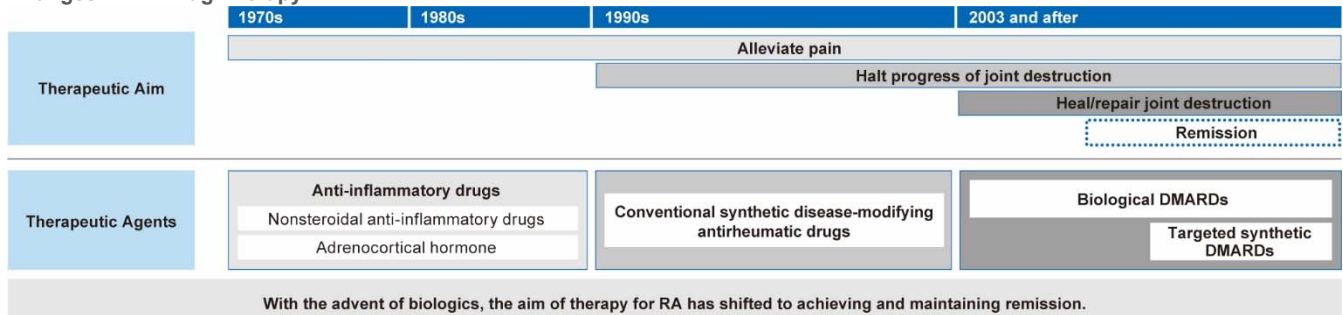 1970s
1980s
1990s
2003 and after
Therapeutic Aim
Alleviate pain
Halt progress of joint destruction
Heal/repair joint destruction
Remission
Therapeutic Agents
Anti-inflammatory drugs
Nonsteroidal anti-inflammatory drugs
Adrenocortical hormone
Conventional synthetic disease-modifying
antirheumatic drugs
Biological DMARDs
Targeted synthetic
DMARDs
With the advent of biologics, the aim of therapy for RA has shifted to achieving and maintaining remission.